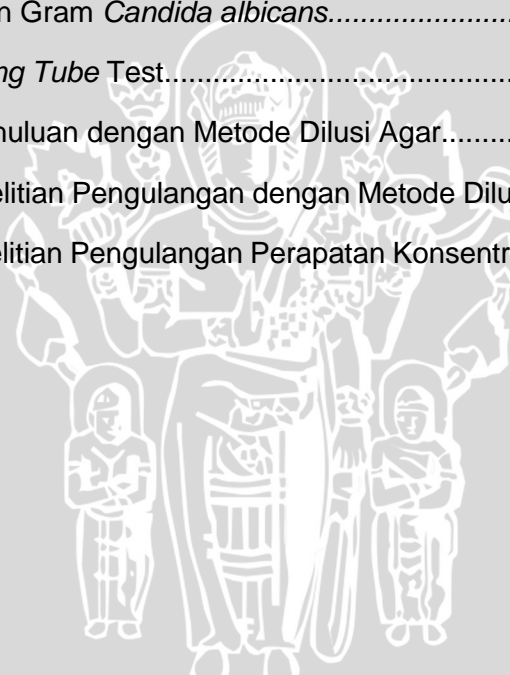 n Gram Candida albicans......................
ng Tube Test.......................................
huluan dengan Metode Dilusi Agar.........
elitian Pengulangan dengan Metode Dilu
elitian Pengulangan Perapatan Konsentr